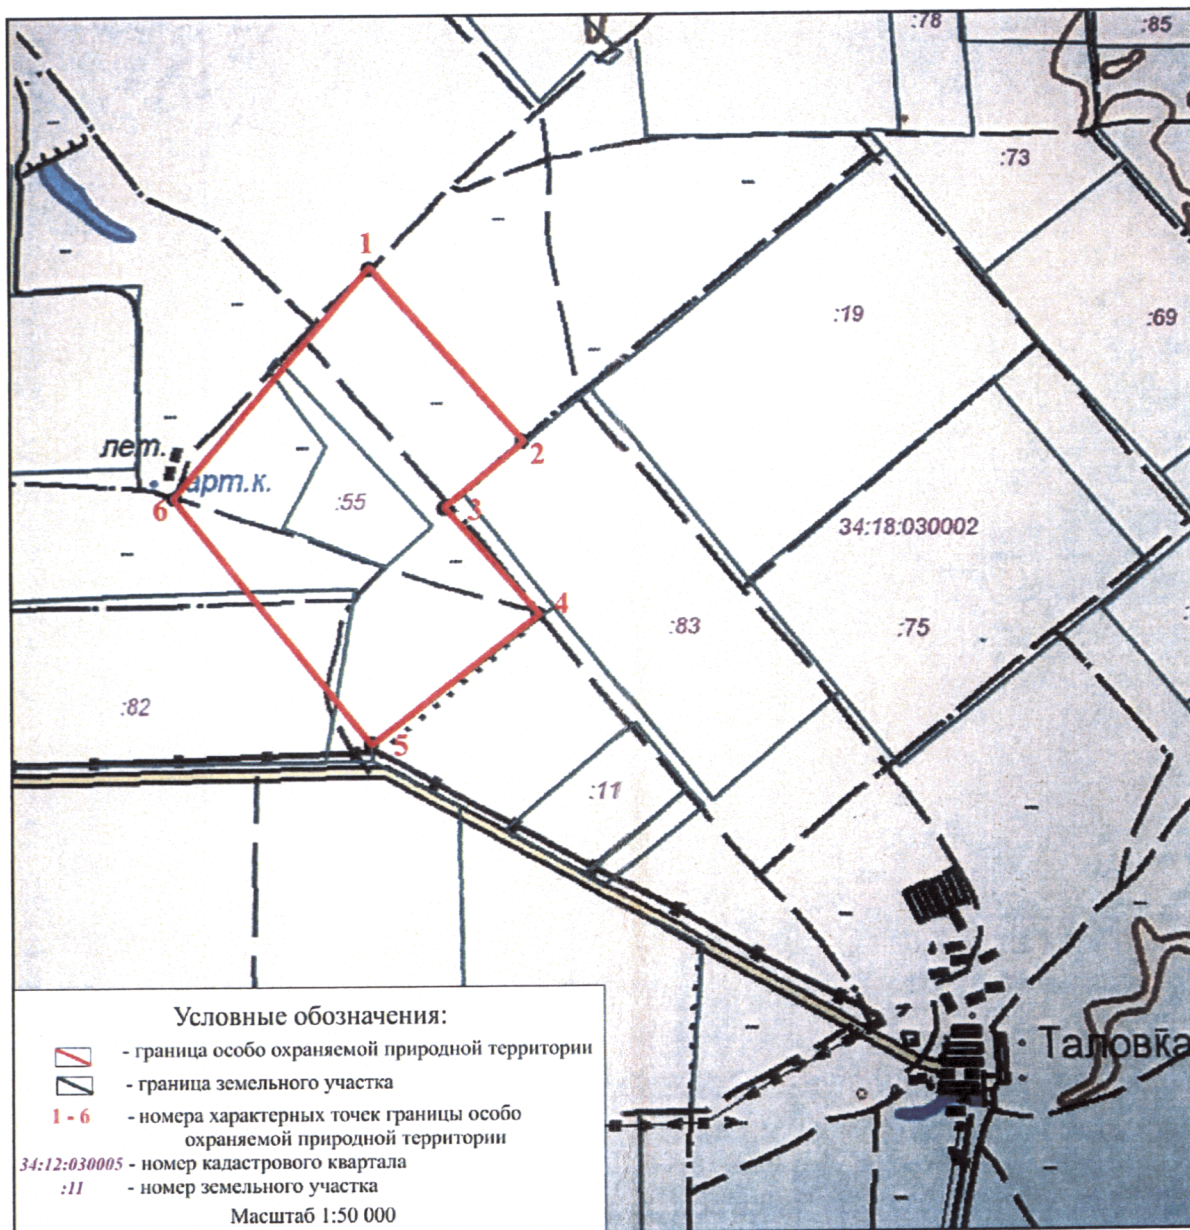 :78
:85
:73
1
:19
:69
лет.
2
арт.к.
6
:55
3
34:18:030002
4
:83
:75
:82
5
:11
Таловка
Условные обозначения:
- граница особо охраняемой природной территории
- граница земельного участка
1 - 6 - номера характерных точек границы особо
охраняемой природной территории
34:12:030005 - номер кадастрового квартала
:11 - номер земельного участка
Масштаб 1:50 000